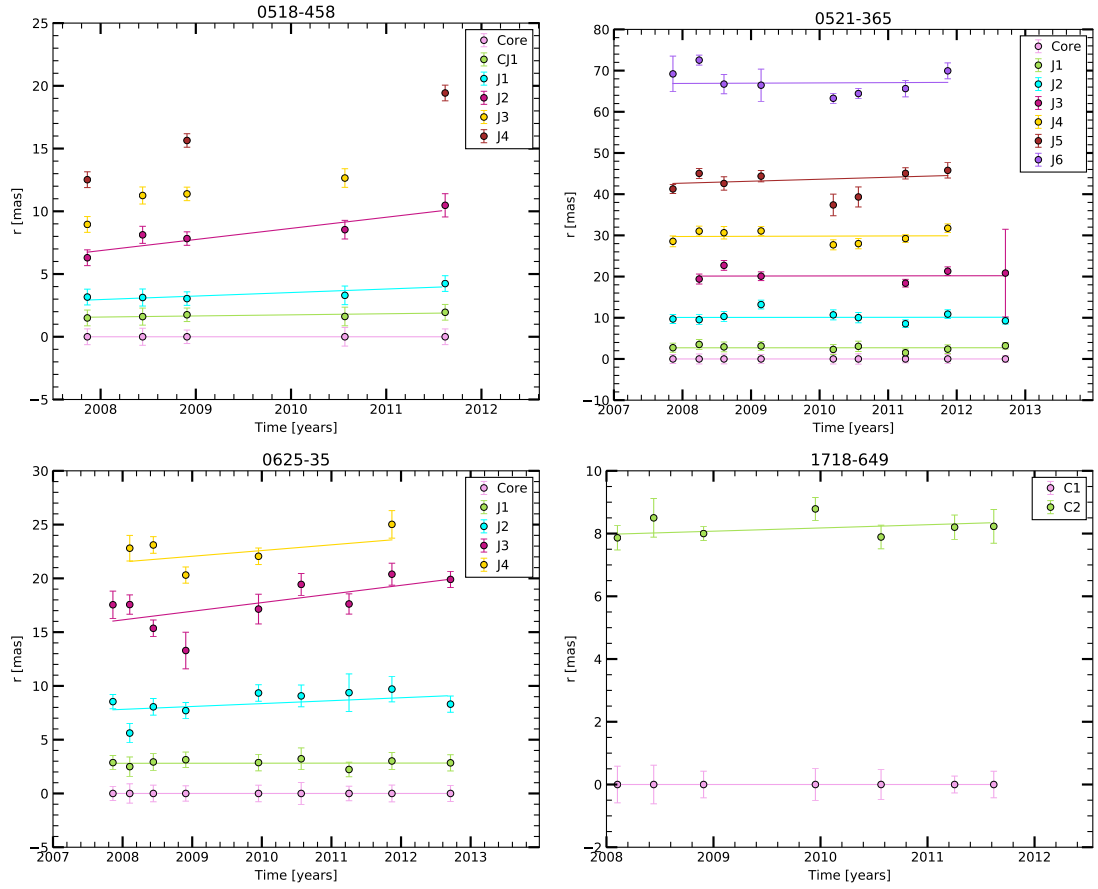 0518-458
25
20
15
10
5
0
−5
r [mas]
2008 2009 2010 2011 2012
Time [years]
Core
CJ1
J1
J2
J3
J4
0521-365
80
70
60
50
40
30
20
10
0
−10
r [mas]
2007 2008 2009 2010 2011 2012 2013
Time [years]
Core
J1
J2
J3
J4
J5
J6
0625-35
30
25
20
15
10
5
0
−5
r [mas]
2007 2008 2009 2010 2011 2012 2013
Time [years]
Core
J1
J2
J3
J4
1718-649
10
8
6
4
2
0
−2
r [mas]
2008 2009 2010 2011 2012
Time [years]
C1
C2